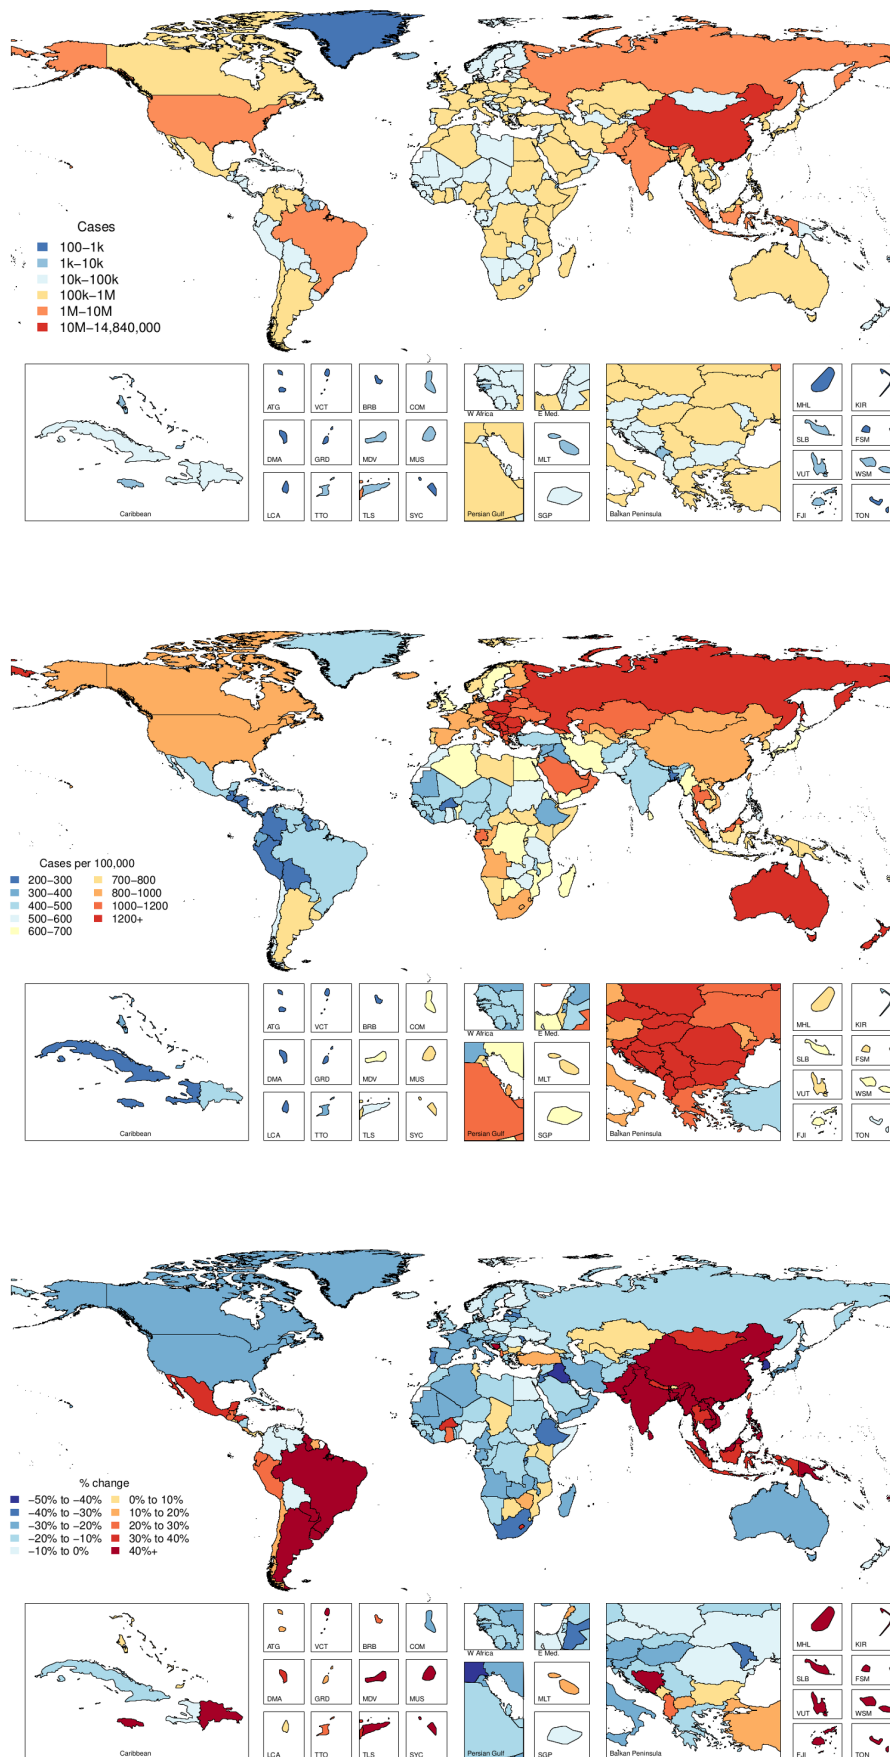 Cases
100–1k
1k–10k
10k–100k
100k–1M
1M–10M
10M–14,840,000
Caribbean
ATG
VCT
BRB
COM
DMA
GRD
MDV
MUS
LCA
TTO
TLS
SYC
W Africa
E Med.
Persian Gulf
MLT
SGP
Balkan Peninsula
MHL
KIR
SLB
FSM
VUT
WSM
FJI
TON
Cases per 100,000
200–300
300–400
400–500
500–600
600–700
700–800
800–1000
1000–1200
1200+
Caribbean
ATG
VCT
BRB
COM
DMA
GRD
MDV
MUS
LCA
TTO
TLS
SYC
W Africa
E Med.
Persian Gulf
MLT
SGP
Balkan Peninsula
MHL
KIR
SLB
FSM
VUT
WSM
FJI
TON
% change
−50% to −40%
−40% to −30%
−30% to −20%
−20% to −10%
−10% to 0%
0% to 10%
10% to 20%
20% to 30%
30% to 40%
40%+
Caribbean
ATG
VCT
BRB
COM
DMA
GRD
MDV
MUS
LCA
TTO
TLS
SYC
W Africa
E Med.
Persian Gulf
MLT
SGP
Balkan Peninsula
MHL
KIR
SLB
FSM
VUT
WSM
FJI
TON